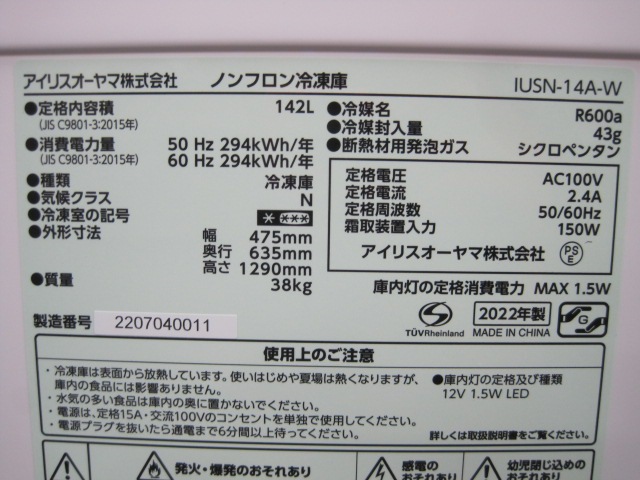 アイリスオーヤマ株式会社 ノンフロン冷凍庫 IUSN-14A-W
●定格内容積 142L
(JIS C9801-3:2015年)
●消費電力量 50 Hz 294kWh/年
(JIS C9801-3:2015年) 60 Hz 294kWh/年
●種類 冷凍庫
●気候クラス N
●冷凍室の記号
●外形寸法 幅 475mm
奥行 635mm
高さ 1290mm
●質量 38kg
●冷媒名 R600a
●冷媒封入量 43g
●断熱材用発泡ガス シクロペンタン
定格電圧 AC100V
定格電流 2.4A
定格周波数 50/60Hz
霜取装置入力 150W
アイリスオーヤマ株式会社 PS E
庫内灯の定格消費電力 MAX 1.5W
製造番号 2207040011
TÜVRheinland
2022年製
MADE IN CHINA
G
使用上のご注意
・冷凍庫は表面から放熱しています。使いはじめや夏場は熱くなりますが、
庫内の食品には影響ありません。
・水気の多い食品は庫内の奥に置かないでください。
・電源は、定格15A・交流100Vのコンセントを単独で使用してください。
・電源プラグを抜いたら通電まで6分間以上待ってください。
●庫内灯の定格及び種類
12V 1.5W LED
詳しくは取扱説明書をご覧ください。
発火・爆発のおそれあり
感電の
おそれあり
幼児閉じ込めの
おそれあり